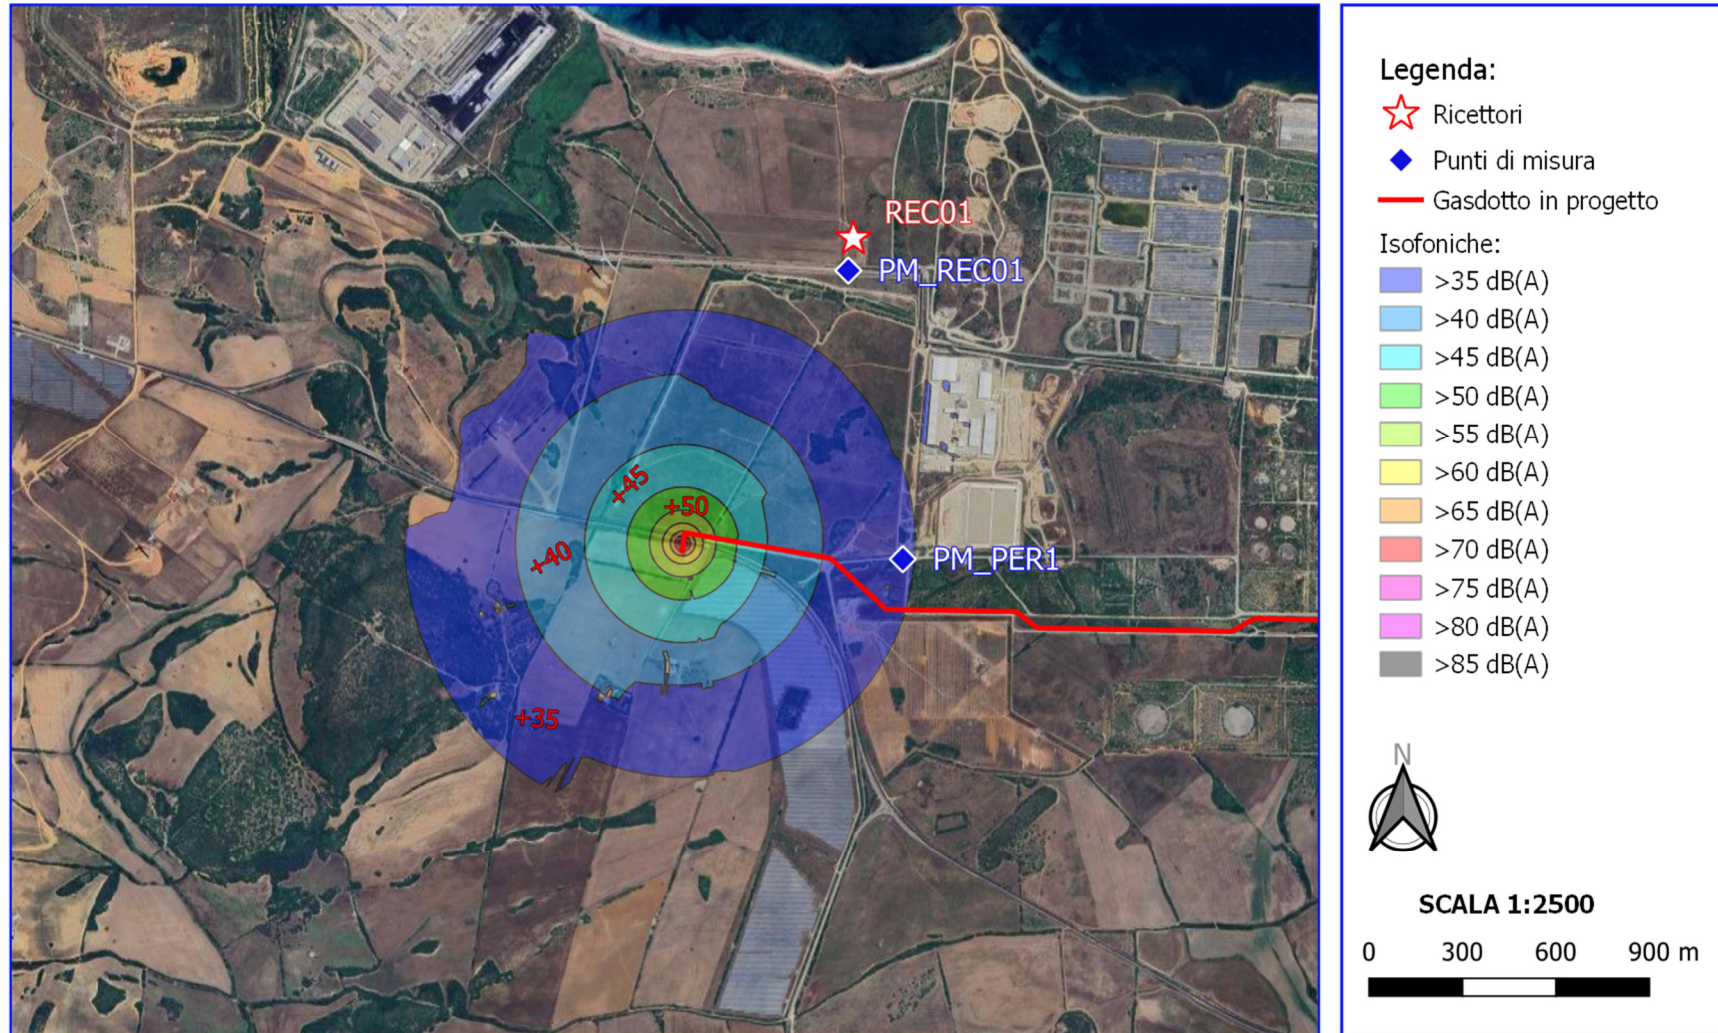 REC01
PM_REC01
+45
+50
+40
PM_PER1
+35
Legenda:
Ricettori
Punti di misura
Gasdotto in progetto
Isofoniche:
>35 dB(A)
>40 dB(A)
>45 dB(A)
>50 dB(A)
>55 dB(A)
>60 dB(A)
>65 dB(A)
>70 dB(A)
>75 dB(A)
>80 dB(A)
>85 dB(A)
N
SCALA 1:2500
0 300 600 900 m